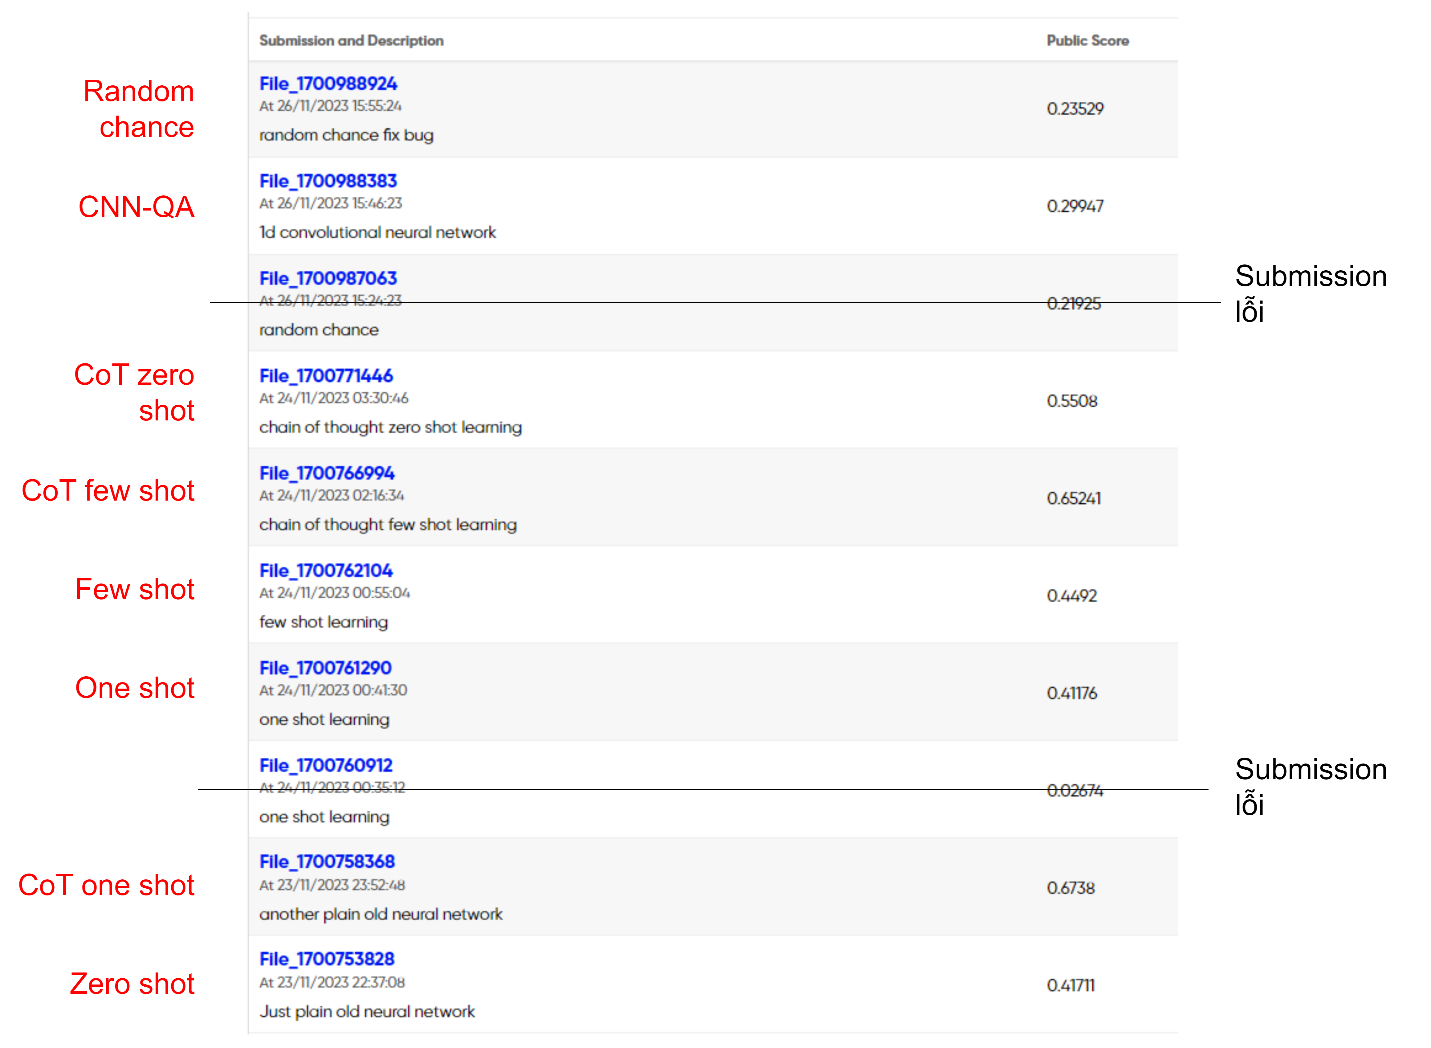 Submission and Description Public Score
Random
chance
File_1700988924
At 26/11/2023 15:55:24
random chance fix bug
0.23529
CNN-QA
File_1700988383
At 26/11/2023 15:46:23
1d convolutional neural network
0.29947
File_1700987063
At 26/11/2023 15:24:23
random chance
0.21925
Submission
lỗi
CoT zero
shot
File_1700771446
At 24/11/2023 03:30:46
chain of thought zero shot learning
0.5508
CoT few shot
File_1700766994
At 24/11/2023 02:16:34
chain of thought few shot learning
0.65241
Few shot
File_1700762104
At 24/11/2023 00:55:04
few shot learning
0.4492
One shot
File_1700761290
At 24/11/2023 00:41:30
one shot learning
0.41176
File_1700760912
At 24/11/2023 00:35:12
one shot learning
0.02674
Submission
lỗi
CoT one shot
File_1700758368
At 23/11/2023 23:52:48
another plain old neural network
0.6738
Zero shot
File_1700753828
At 23/11/2023 22:37:08
Just plain old neural network
0.41711